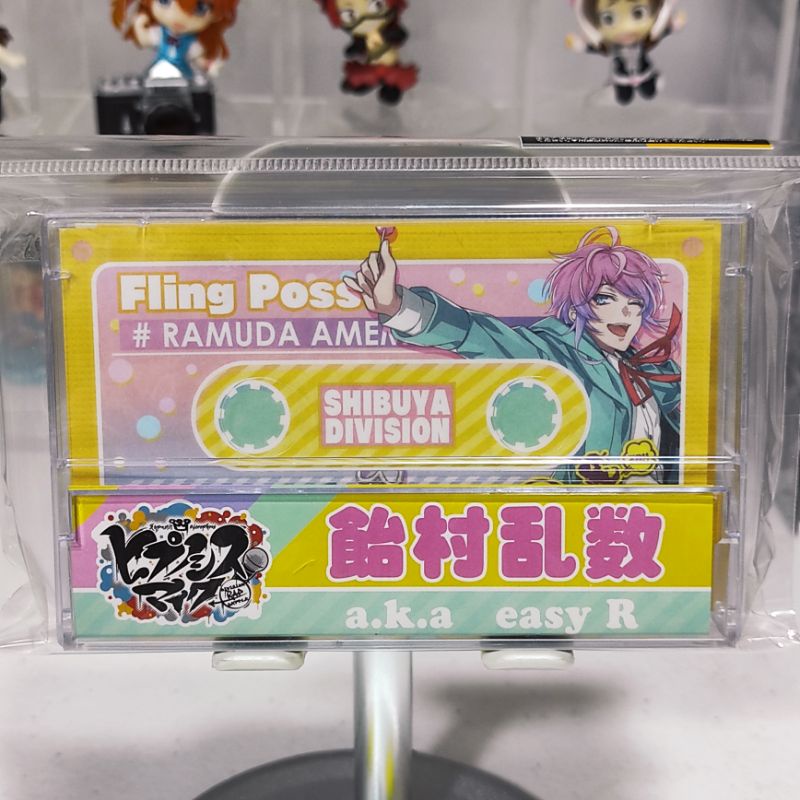 Fling Poss
# RAMUDA AMEM
SHIBUYA
DIVISION
ヒプノシス
マイク
飴村乱数
a.k.a easy R